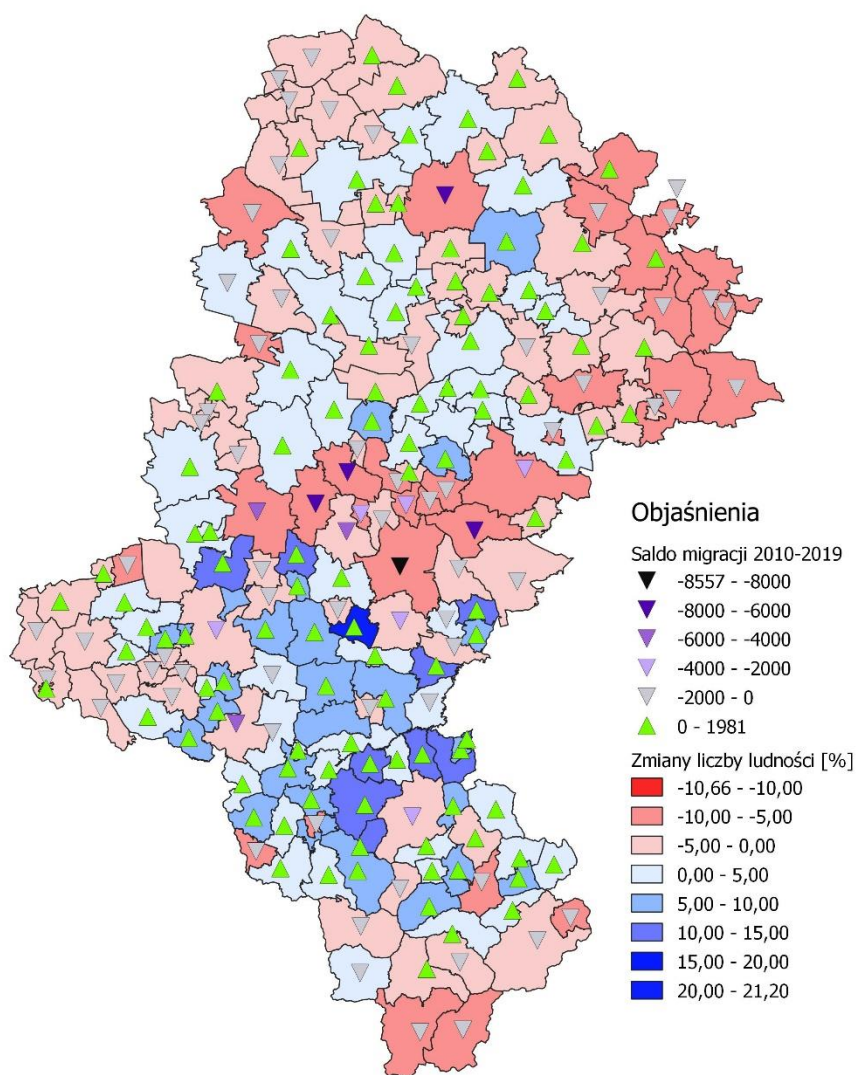 Objaśnienia
Saldo migracji 2010-2019
-8557 - -8000
-8000 - -6000
-6000 - -4000
-4000 - -2000
-2000 - 0
0 - 1981
Zmiany liczby ludności [%]
-10,66 - -10,00
-10,00 - -5,00
-5,00 - 0,00
0,00 - 5,00
5,00 - 10,00
10,00 - 15,00
15,00 - 20,00
20,00 - 21,20